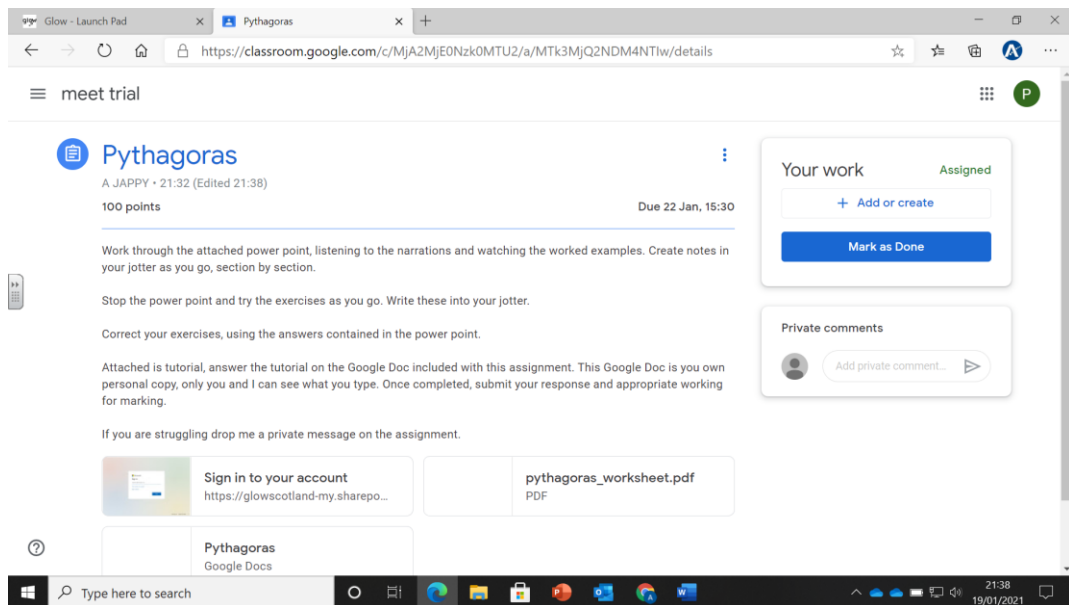 glow Glow - Launch Pad
Pythagoras
https://classroom.google.com/c/MjA2MjE0Nzk0MTU2/a/MTk3MjQ2NDM4NTIw/details
meet trial
P
Pythagoras
A JAPPY • 21:32 (Edited 21:38)
100 points
Due 22 Jan, 15:30
Work through the attached power point, listening to the narrations and watching the worked examples. Create notes in
your jotter as you go, section by section.
Stop the power point and try the exercises as you go. Write these into your jotter.
Correct your exercises, using the answers contained in the power point.
Attached is tutorial, answer the tutorial on the Google Doc included with this assignment. This Google Doc is you own
personal copy, only you and I can see what you type. Once completed, submit your response and appropriate working
for marking.
If you are struggling drop me a private message on the assignment.
Sign in to your account
https://glowscotland-my.sharepo...
pythagoras_worksheet.pdf
PDF
Pythagoras
Google Docs
Your work
Assigned
+ Add or create
Mark as Done
Private comments
Add private comment...
Type here to search
21:38
19/01/2021